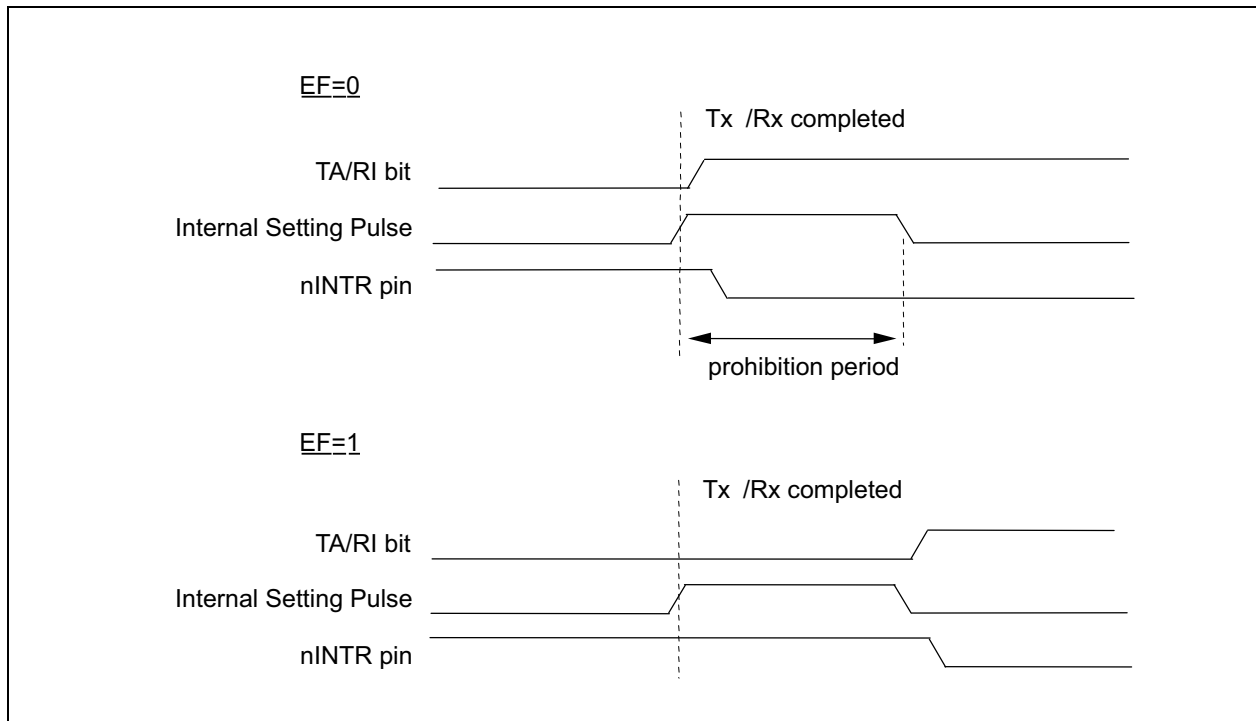 EF=0
Tx /Rx completed
TA/RI bit
Internal Setting Pulse
nINTR pin
prohibition period
EF=1
Tx /Rx completed
TA/RI bit
Internal Setting Pulse
nINTR pin